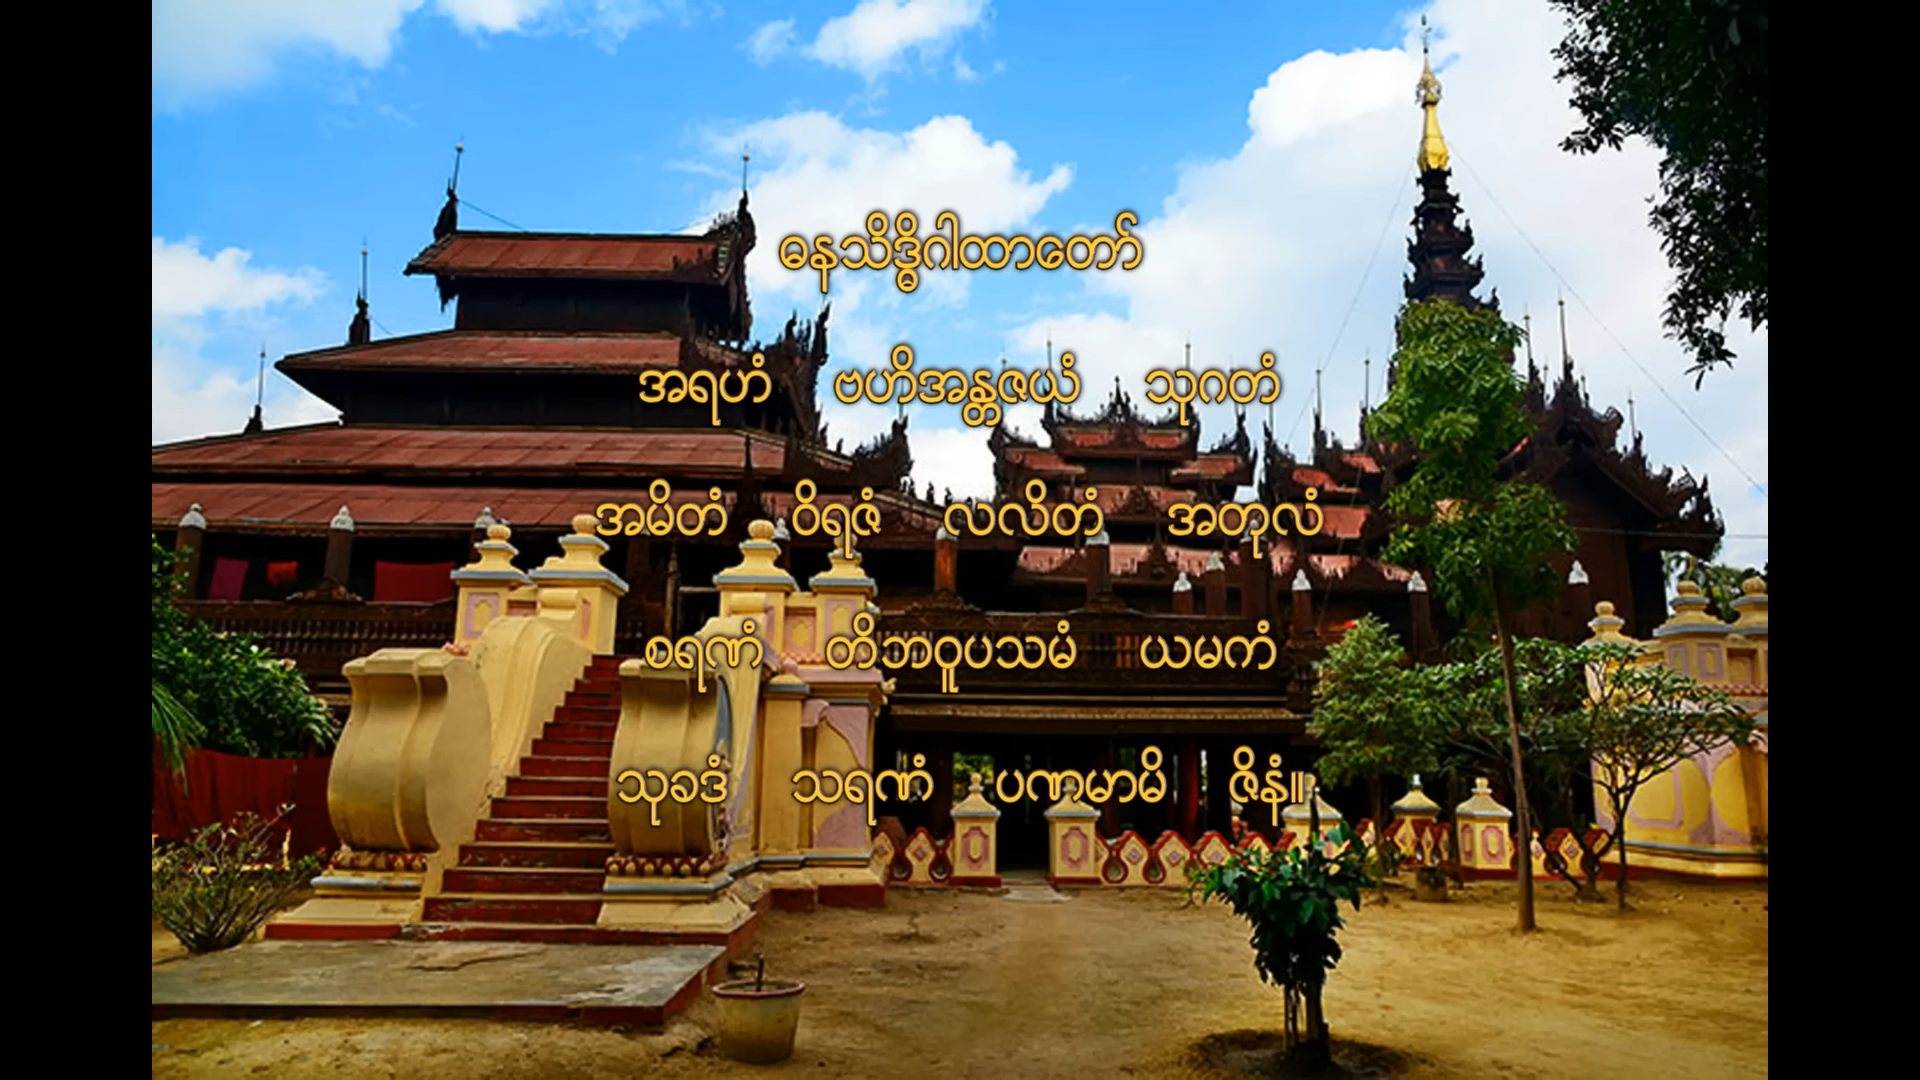 ဓနသိဒ္ဓိဂါထာတော်
အရဟံ ဗဟိအန္တဇယံ သုဂတံ
အမိတံ ဝိရဇံ လလိတံ အတုလံ
စရဏံ တိဘဝူပသမံ ယမကံ
သုခဒံ သရဏံ ပဏမာမိ ဇိနံ။